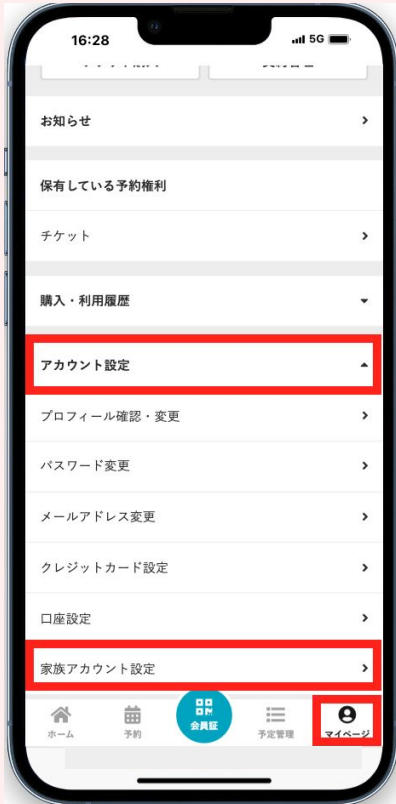 16:28
5G
お知らせ
保有している予約権利
チケット
購入・利用履歴
アカウント設定
プロフィール確認・変更
パスワード変更
メールアドレス変更
クレジットカード設定
口座設定
家族アカウント設定
ホーム
予約
会員証
予定管理
マイページ